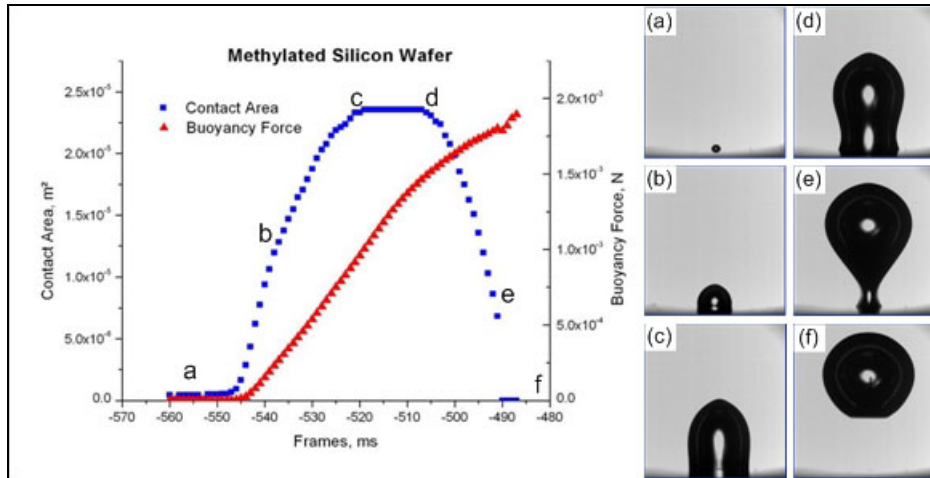 Methylated Silicon Wafer
Contact Area
Buoyancy Force
Contact Area, m²
2.5x10⁻⁵
2.0x10⁻⁵
1.5x10⁻⁵
1.0x10⁻⁵
5.0x10⁻⁶
0.0
2.0x10⁻³
1.5x10⁻³
1.0x10⁻³
5.0x10⁻⁴
0.0
Buoyancy Force, N
a
b
c
d
e
f
-570 -560 -550 -540 -530 -520 -510 -500 -490 -480
Frames, ms
(a)
(d)
(b)
(e)
(c)
(f)